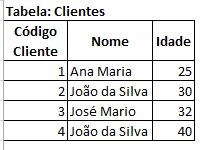 Tabela: Clientes
Código Cliente Nome Idade
1 Ana Maria 25
2 João da Silva 30
3 José Mario 32
4 João da Silva 40